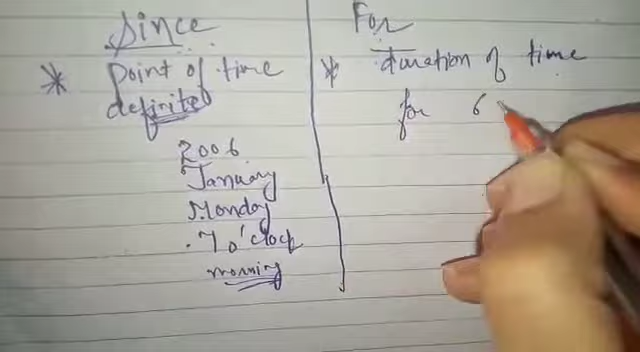 Since
* Point of time
definite
2006
January
Monday
.7 o'clock
morning
For
* duration of time
for 6